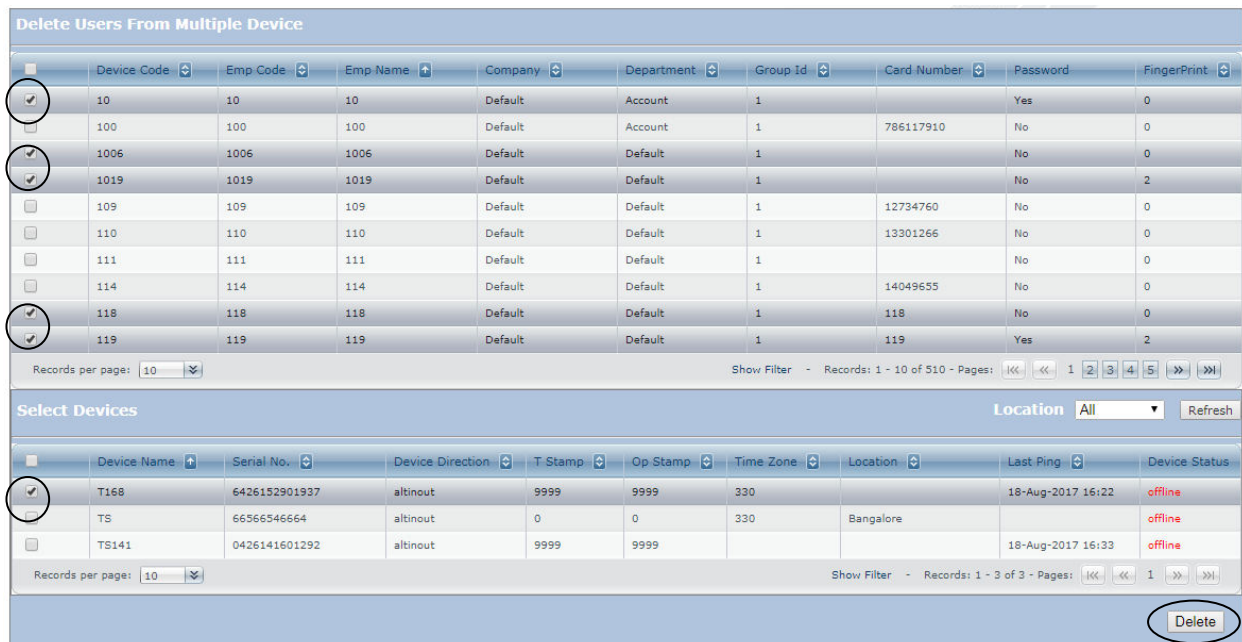 Delete Users From Multiple Device
Device Code Emp Code Emp Name Company Department Group Id Card Number Password FingerPrint
10 10 10 Default Account 1 Yes 0
100 100 100 Default Account 1 786117910 No 0
1006 1006 1006 Default Default 1 No 0
1019 1019 1019 Default Default 1 No 2
109 109 109 Default Default 1 12734760 No 0
110 110 110 Default Default 1 13301266 No 0
111 111 111 Default Default 1 No 0
114 114 114 Default Default 1 14049655 No 0
118 118 118 Default Default 1 118 No 0
119 119 119 Default Default 1 119 Yes 2
Records per page: 10 Show Filter - Records: 1 - 10 of 510 - Pages: 1 2 3 4 5
Select Devices Location All Refresh
Device Name Serial No. Device Direction T Stamp Op Stamp Time Zone Location Last Ping Device Status
T168 6426152901937 altinout 9999 9999 330 18-Aug-2017 16:22 offline
TS 66566546664 altinout 0 0 330 Bangalore offline
TS141 0426141601292 altinout 9999 9999 18-Aug-2017 16:33 offline
Records per page: 10 Show Filter - Records: 1 - 3 of 3 - Pages: 1
Delete